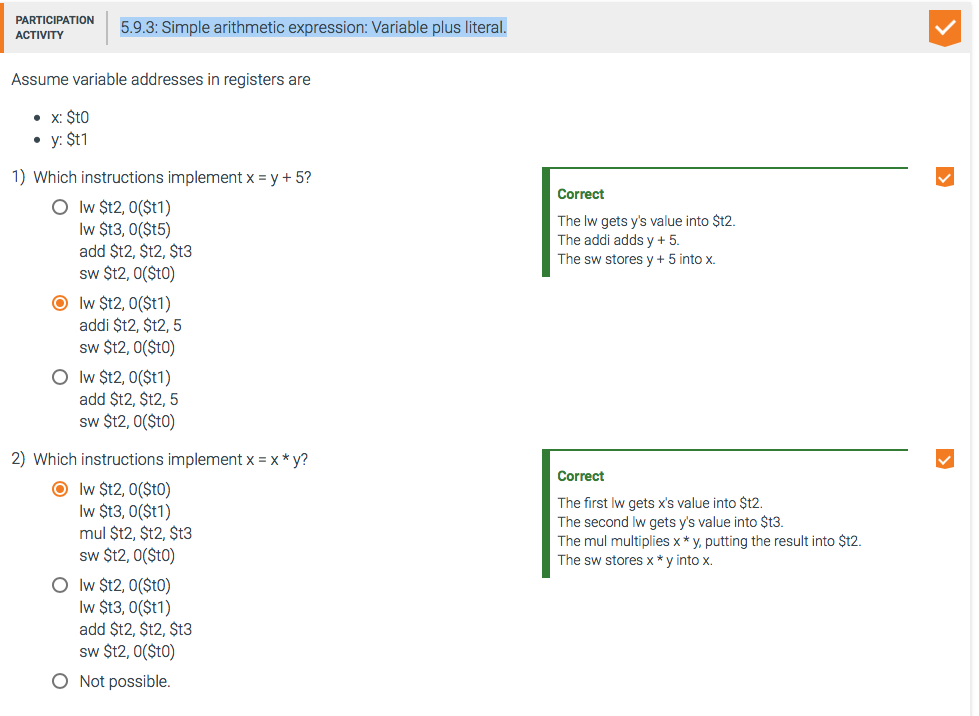 PARTICIPATION
ACTIVITY
5.9.3: Simple arithmetic expression: Variable plus literal.
Assume variable addresses in registers are
• x: $t0
• y: $t1
1) Which instructions implement x = y + 5?
lw $t2, 0($t1)
lw $t3, 0($t5)
add $t2, $t2, $t3
sw $t2, 0($t0)
lw $t2, 0($t1)
addi $t2, $t2, 5
sw $t2, 0($t0)
lw $t2, 0($t1)
add $t2, $t2, 5
sw $t2, 0($t0)
Correct
The lw gets y's value into $t2.
The addi adds y + 5.
The sw stores y + 5 into x.
2) Which instructions implement x = x * y?
lw $t2, 0($t0)
lw $t3, 0($t1)
mul $t2, $t2, $t3
sw $t2, 0($t0)
lw $t2, 0($t0)
lw $t3, 0($t1)
add $t2, $t2, $t3
sw $t2, 0($t0)
Not possible.
Correct
The first lw gets x's value into $t2.
The second lw gets y's value into $t3.
The mul multiplies x * y, putting the result into $t2.
The sw stores x * y into x.